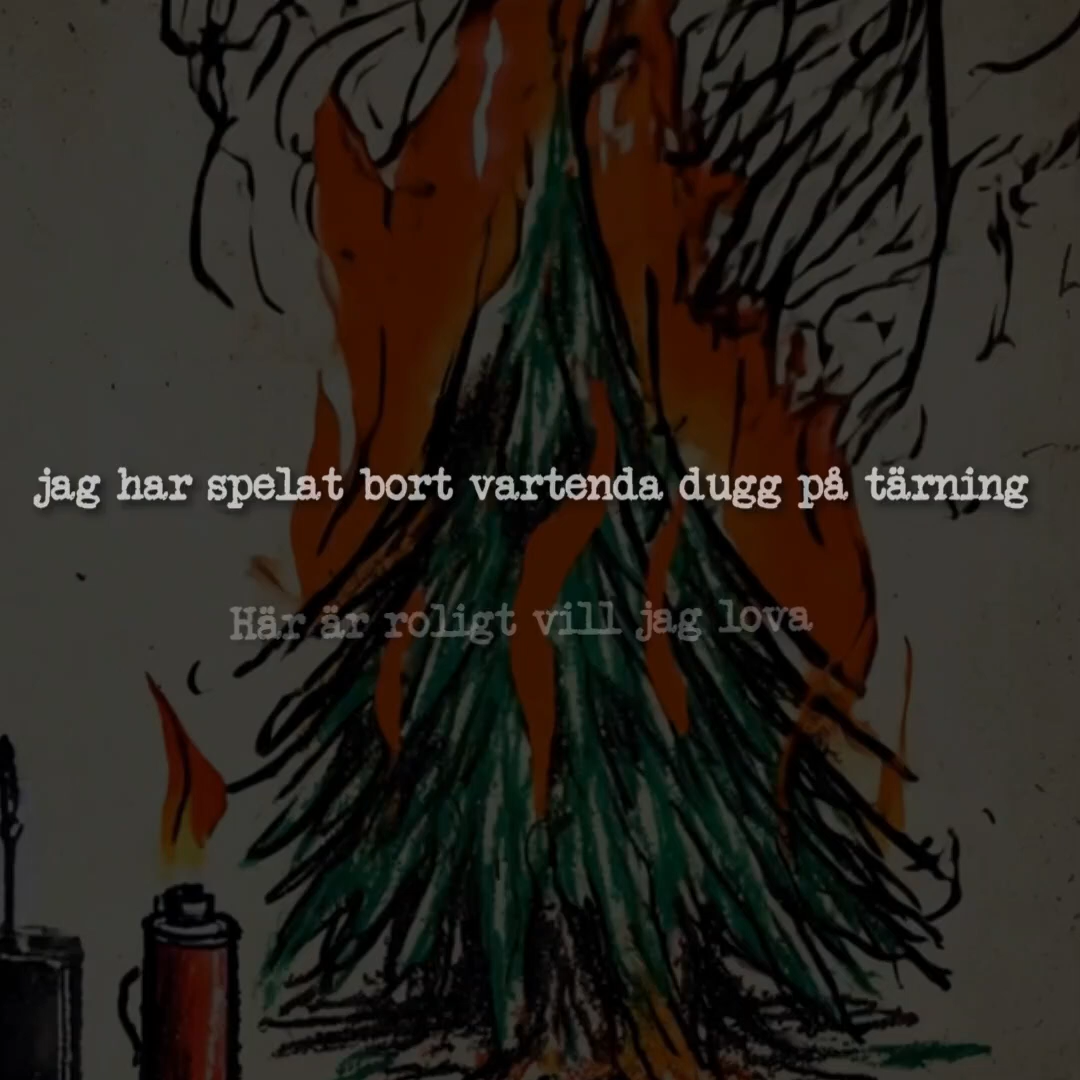 jag har spelat bort vartenda dugg på tärning
Här är roligt vill jag lova